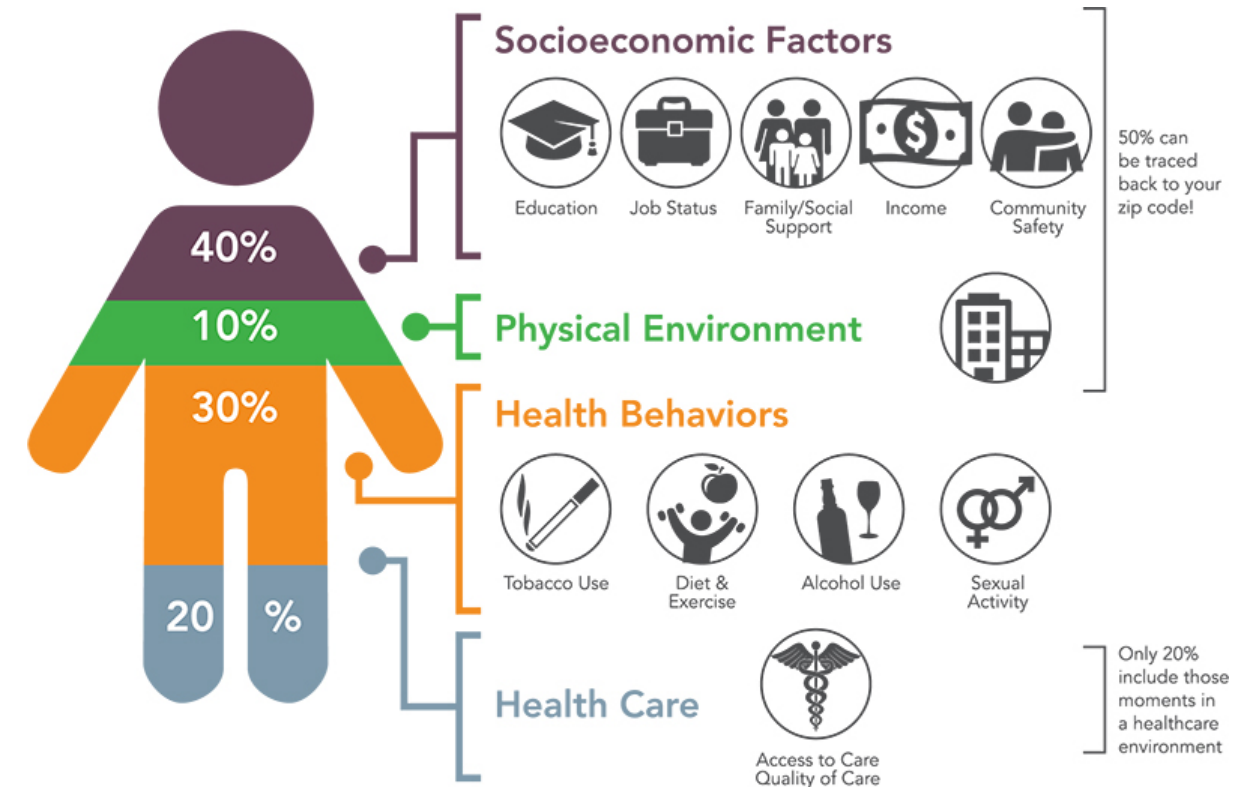 Socioeconomic Factors
Education
Job Status
Family/Social
Support
Income
Community
Safety
50% can
be traced
back to your
zip code!
40%
10%
Physical Environment
30%
Health Behaviors
Tobacco Use
Diet &
Exercise
Alcohol Use
Sexual
Activity
20 %
Health Care
Access to Care
Quality of Care
Only 20%
include those
moments in
a healthcare
environment